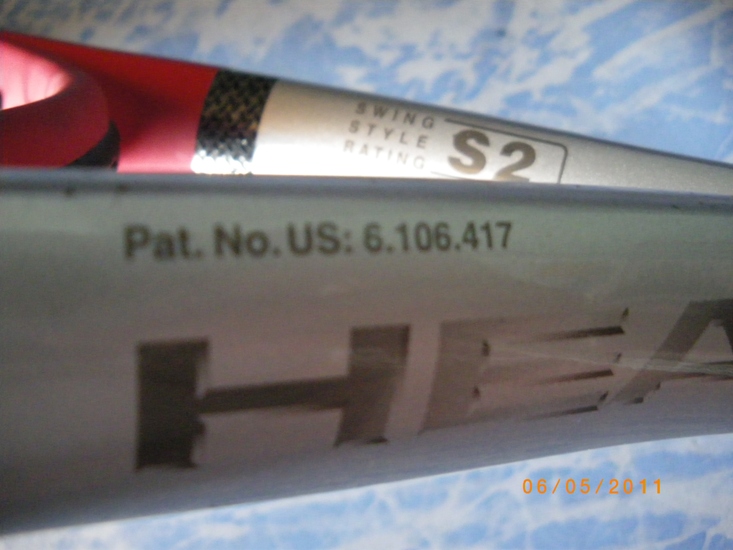 SWING
STYLE
RATING
S2
Pat. No. US: 6.106.417
HEA
06/05/2011